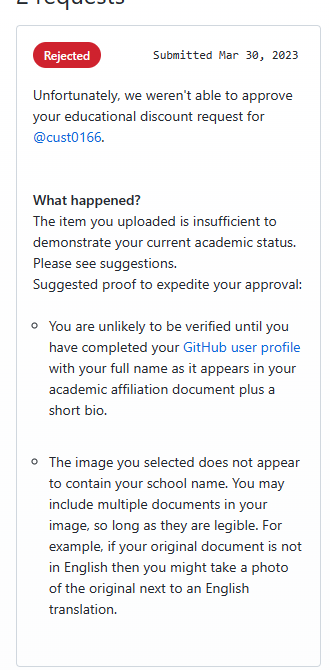 2 requests
Rejected
Submitted Mar 30, 2023
Unfortunately, we weren't able to approve
your educational discount request for
@cust0166.
What happened?
The item you uploaded is insufficient to
demonstrate your current academic status.
Please see suggestions.
Suggested proof to expedite your approval:
You are unlikely to be verified until you
have completed your GitHub user profile
with your full name as it appears in your
academic affiliation document plus a
short bio.
The image you selected does not appear
to contain your school name. You may
include multiple documents in your
image, so long as they are legible. For
example, if your original document is not
in English then you might take a photo
of the original next to an English
translation.